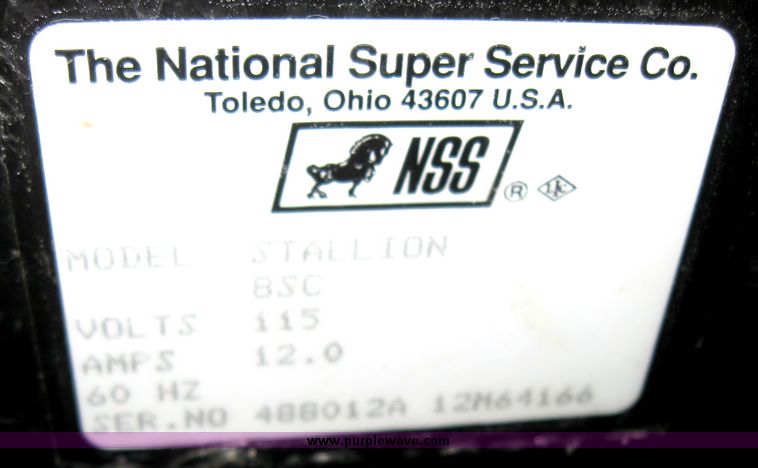 The National Super Service Co.
Toledo, Ohio 43607 U.S.A.
NSS ®
MODEL STALLION
8SC
VOLTS 115
AMPS 12.0
60 HZ
SER.NO 488012A 12M64166
www.purplewave.com